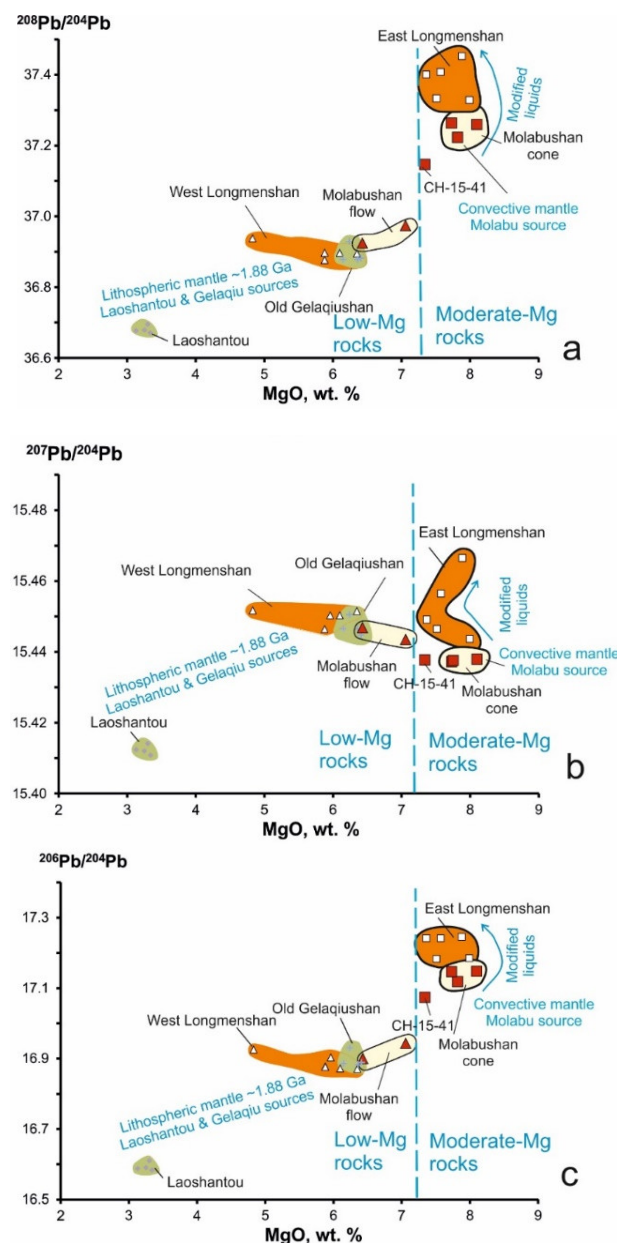 ²⁰⁸Pb/²⁰⁴Pb
East Longmenshan
37.4
Modified
liquids
37.2
Molabushan
cone
CH-15-41
West Longmenshan
Molabushan
flow
Convective mantle
Molabu source
37.0
Lithospheric mantle ~1.88 Ga
Laoshantou & Gelaqiu sources
Old Gelaqiushan
36.8
Laoshantou
Low-Mg
rocks
Moderate-Mg
rocks
36.6
a
2 3 4 5 6 7 8 9
MgO, wt. %
²⁰⁷Pb/²⁰⁴Pb
15.48
East Longmenshan
Old Gelaqiushan
West Longmenshan
15.46
Modified
liquids
Lithospheric mantle ~1.88 Ga
Laoshantou & Gelaqiu sources
15.44
Molabushan
flow
CH-15-41
Convective mantle
Molabu source
Molabushan
cone
Laoshantou
15.42
Low-Mg
rocks
Moderate-Mg
rocks
15.40
b
2 3 4 5 6 7 8 9
MgO, wt. %
²⁰⁶Pb/²⁰⁴Pb
17.3
East Longmenshan
Modified
liquids
17.1
Old Gelaqiushan
West Longmenshan
CH-15-41
Convective mantle
Molabu source
Molabushan
cone
16.9
Lithospheric mantle ~1.88 Ga
Laoshantou & Gelaqiu sources
Molabushan
flow
16.7
Laoshantou
Low-Mg
rocks
Moderate-Mg
rocks
16.5
c
2 3 4 5 6 7 8 9
MgO, wt. %